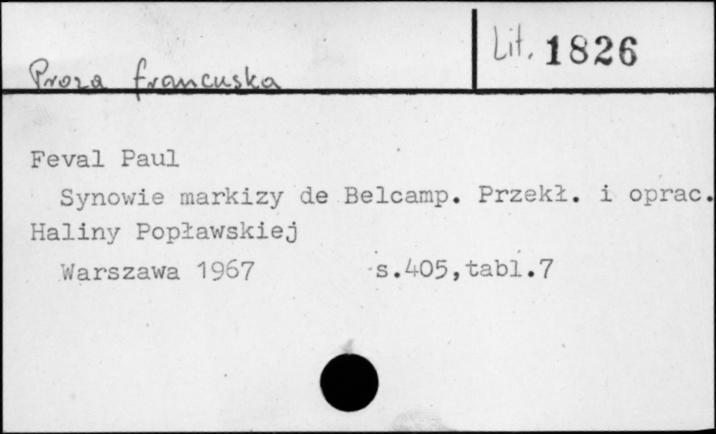 Proza francuska
Lit. 1826
Feval Paul
Synowie markizy de Belcamp. Przekł. i oprac.
Haliny Popławskiej
Warszawa 1967 s.405,tabl.7